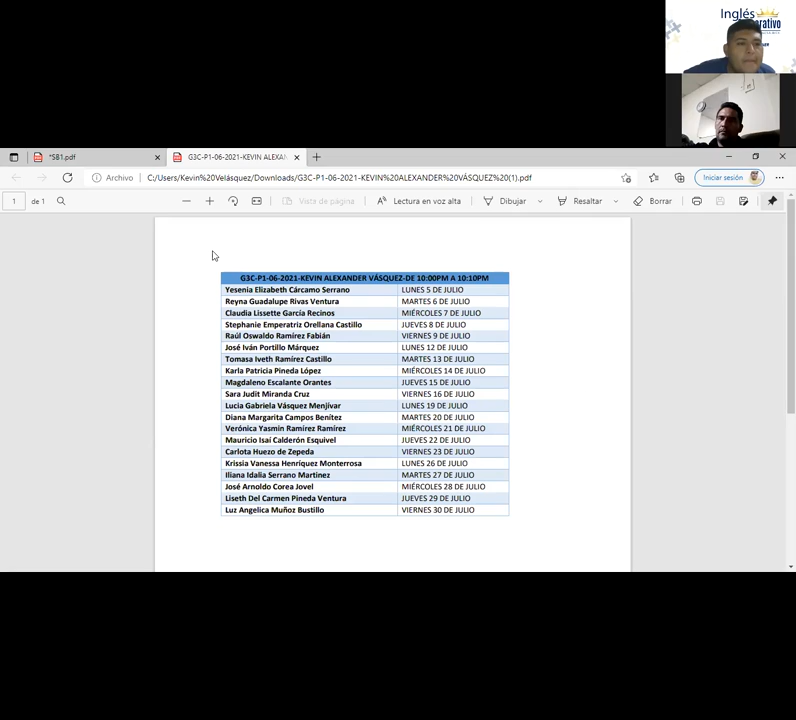 Inglés
*SB1.pdf
G3C-P1-06-2021-KEVIN ALEXAN
Archivo
C:/Users/Kevin%20Velásquez/Downloads/G3C-P1-06-2021-KEVIN%20ALEXANDER%20VÁSQUEZ%20(1).pdf
Iniciar sesión
1 de 1
Vista de página
Lectura en voz alta
Dibujar
Resaltar
Borrar
G3C-P1-06-2021-KEVIN ALEXANDER VÁSQUEZ-DE 10:00PM A 10:10PM
Yesenia Elizabeth Cárcamo Serrano LUNES 5 DE JULIO
Reyna Guadalupe Rivas Ventura MARTES 6 DE JULIO
Claudia Lissette García Recinos MIÉRCOLES 7 DE JULIO
Stephanie Emperatriz Orellana Castillo JUEVES 8 DE JULIO
Raúl Oswaldo Ramírez Fabián VIERNES 9 DE JULIO
José Iván Portillo Márquez LUNES 12 DE JULIO
Tomasa Iveth Ramírez Castillo MARTES 13 DE JULIO
Karla Patricia Pineda López MIÉRCOLES 14 DE JULIO
Magdaleno Escalante Orantes JUEVES 15 DE JULIO
Sara Judit Miranda Cruz VIERNES 16 DE JULIO
Lucia Gabriela Vásquez Menjívar LUNES 19 DE JULIO
Diana Margarita Campos Benítez MARTES 20 DE JULIO
Verónica Yasmin Ramírez Ramírez MIÉRCOLES 21 DE JULIO
Mauricio Isaí Calderón Esquivel JUEVES 22 DE JULIO
Carlota Huezo de Zepeda VIERNES 23 DE JULIO
Krissia Vanessa Henríquez Monterrosa LUNES 26 DE JULIO
Iliana Idalia Serrano Martinez MARTES 27 DE JULIO
José Arnoldo Corea Jovel MIÉRCOLES 28 DE JULIO
Liseth Del Carmen Pineda Ventura JUEVES 29 DE JULIO
Luz Angelica Muñoz Bustillo VIERNES 30 DE JULIO